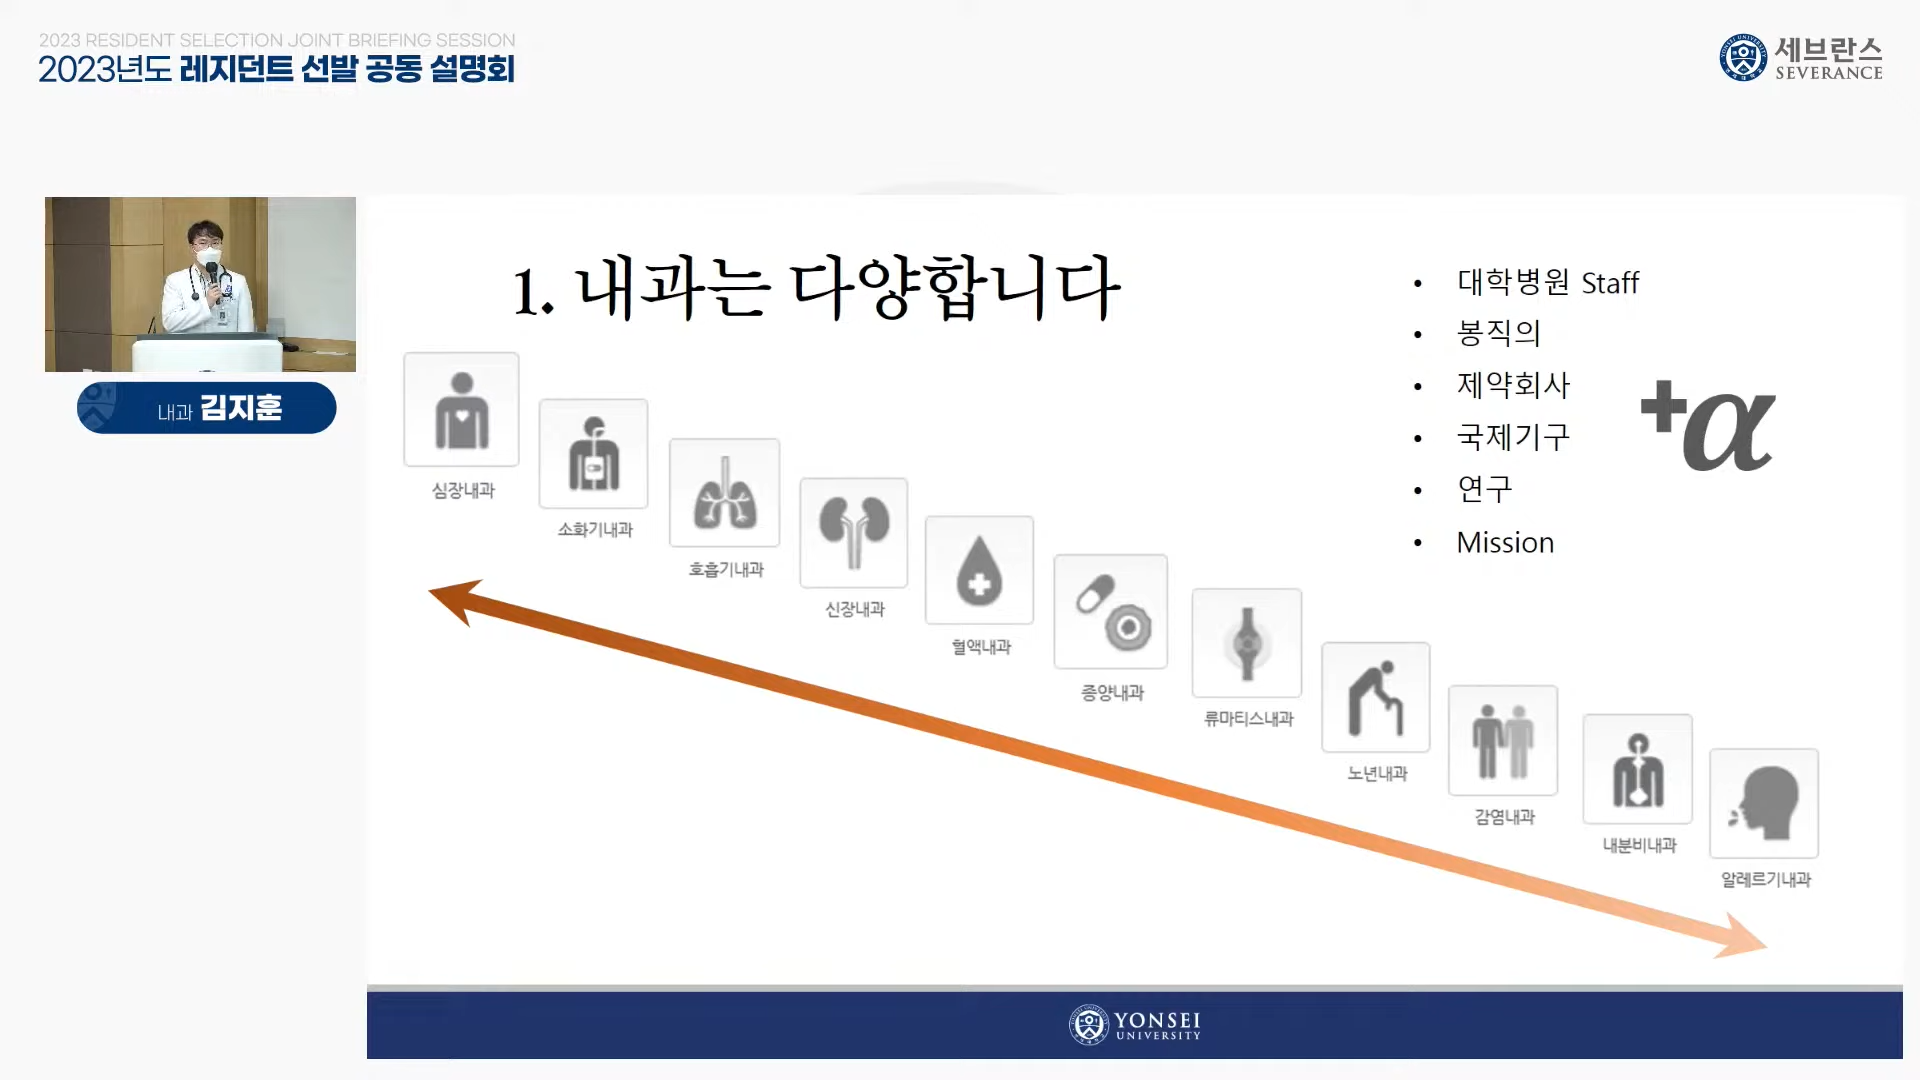 2023 RESIDENT SELECTION JOINT BRIEFING SESSION
2023년도 레지던트 선발 공동 설명회
세브란스
SEVERANCE
내과 김지훈
1. 내과는 다양합니다
• 대학병원 Staff
• 봉직의
• 제약회사
• 국제기구
• 연구
• Mission
+α
심장내과
소화기내과
호흡기내과
신장내과
혈액내과
종양내과
류마티스내과
노년내과
감염내과
내분비내과
알레르기내과
YONSEI
UNIVERSITY